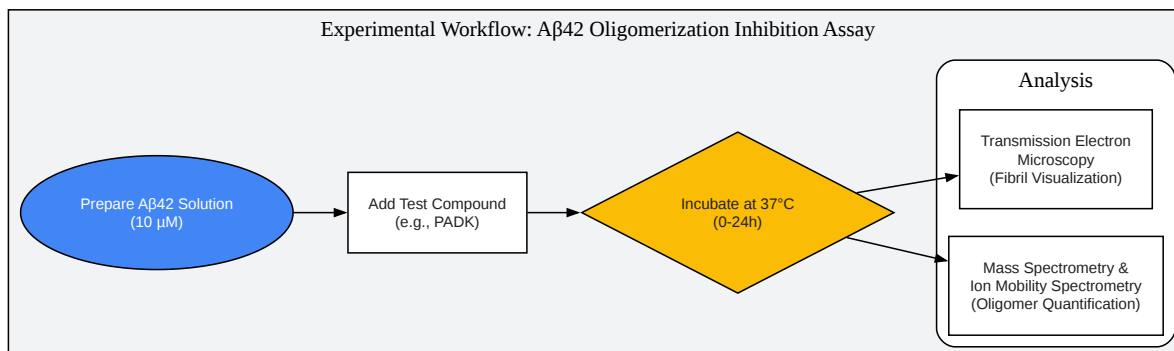 Experimental Workflow: Aβ42 Oligomerization Inhibition Assay
Analysis
Prepare Aβ42 Solution
(10 µM)
Add Test Compound
(e.g., PADK)
Incubate at 37°C
(0-24h)
Transmission Electron
Microscopy
(Fibril Visualization)
Mass Spectrometry &
Ion Mobility Spectrometry
(Oligomer Quantification)